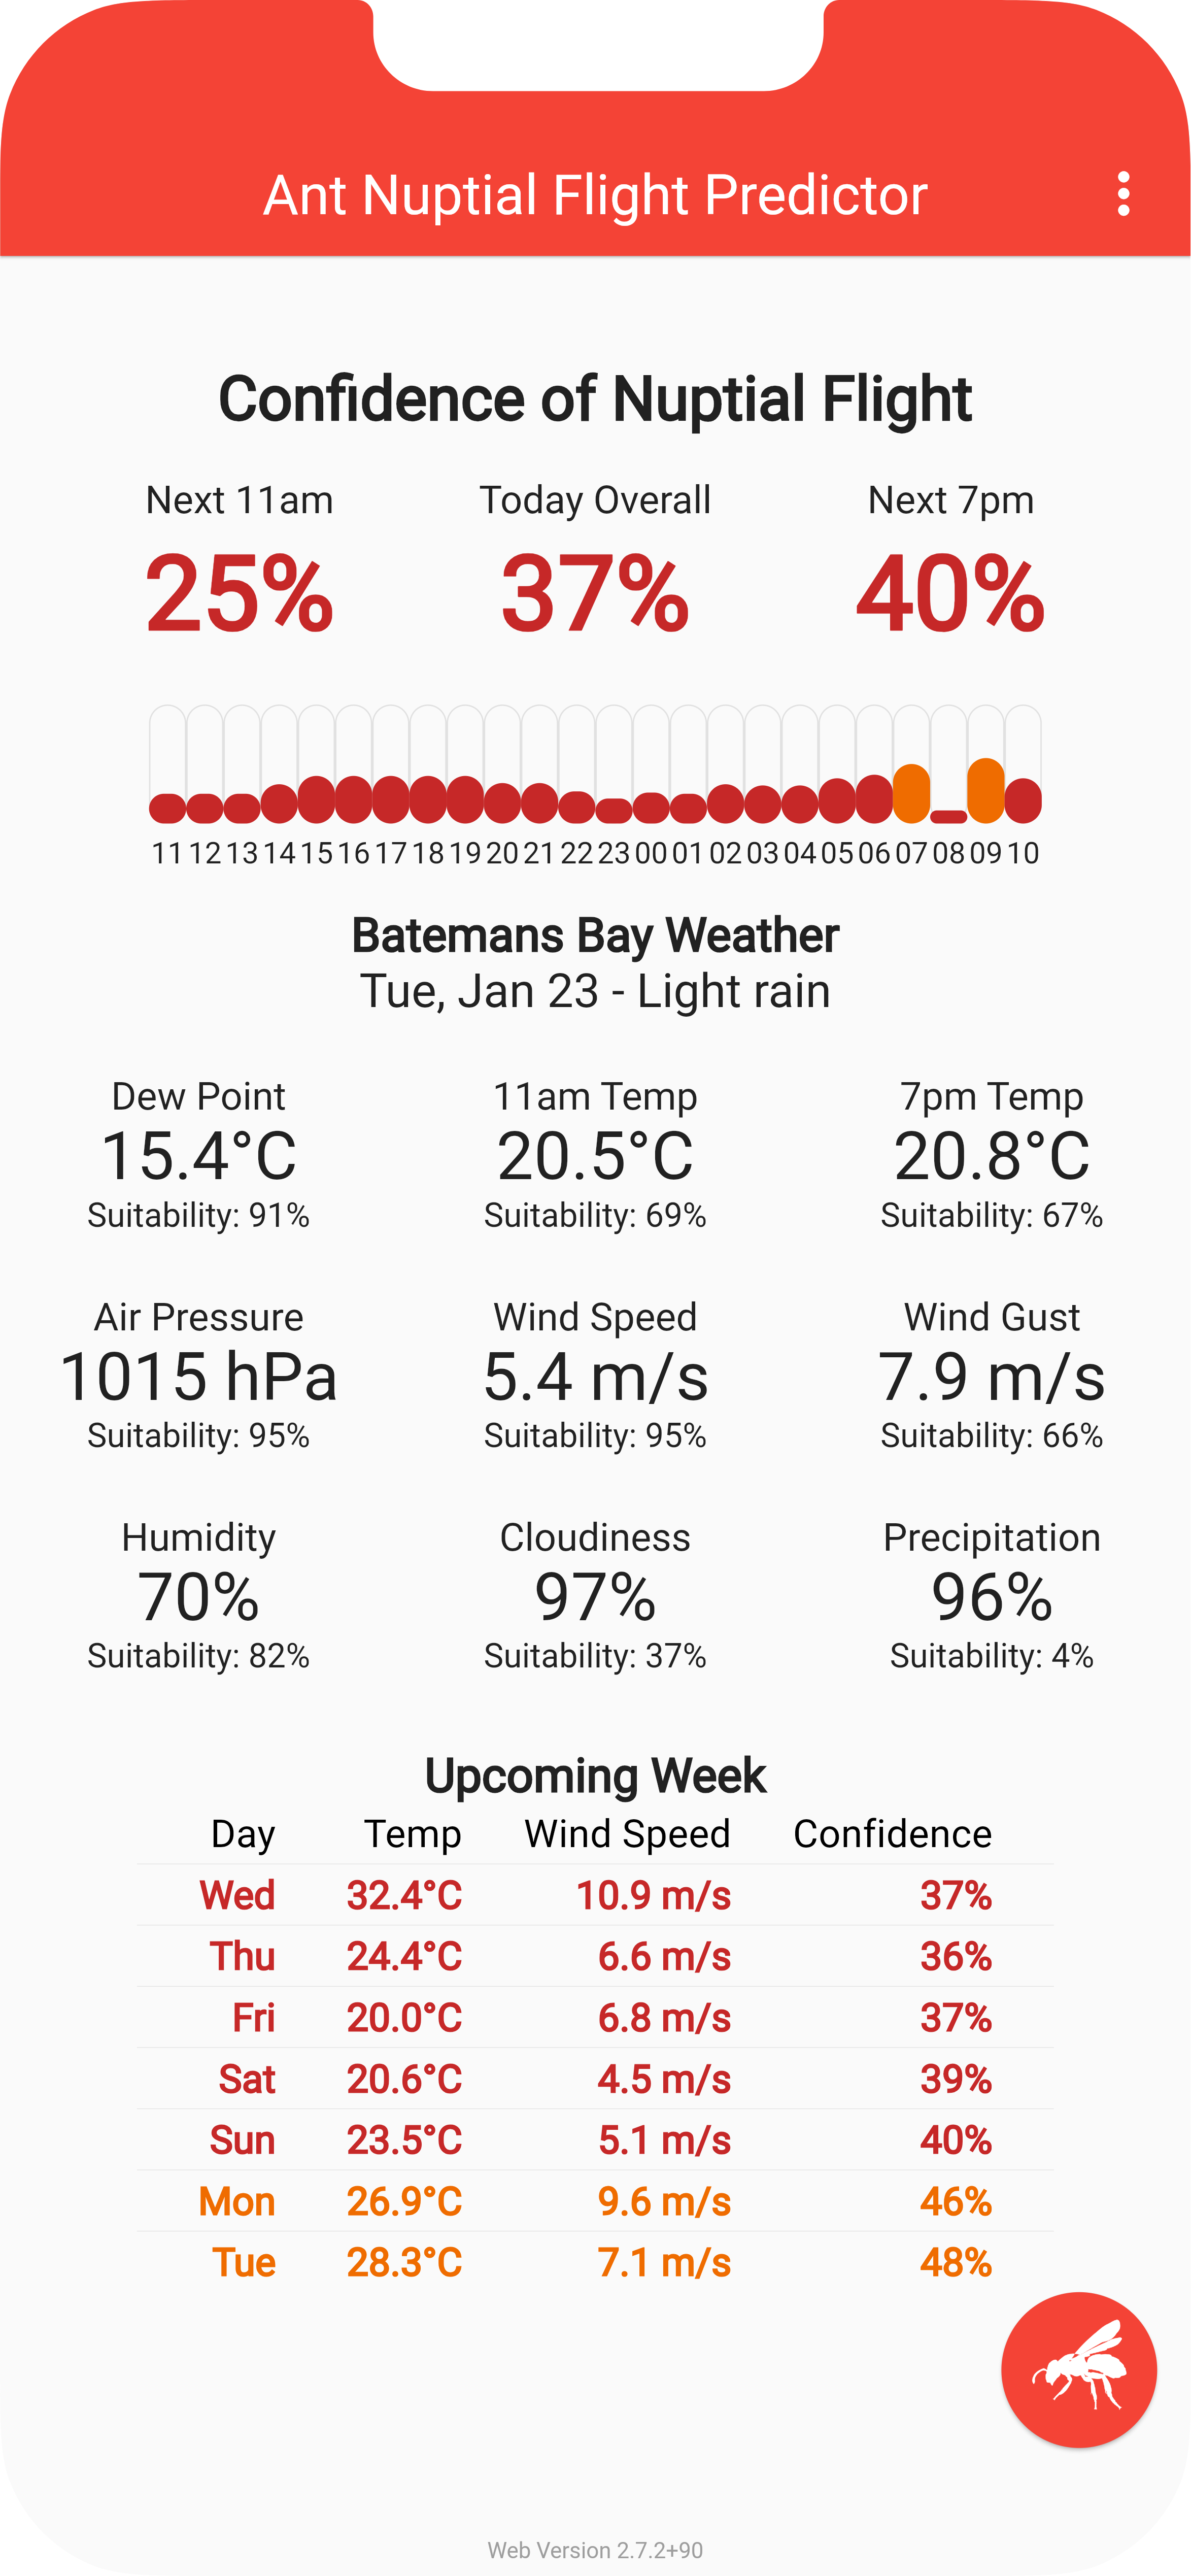 Ant Nuptial Flight Predictor
Confidence of Nuptial Flight
Next 11am Today Overall Next 7pm
25% 37% 40%
11 12 13 14 15 16 17 18 19 20 21 22 23 00 01 02 03 04 05 06 07 08 09 10
Batemans Bay Weather
Tue, Jan 23 - Light rain
Dew Point 11am Temp 7pm Temp
15.4°C 20.5°C 20.8°C
Suitability: 91% Suitability: 69% Suitability: 67%
Air Pressure Wind Speed Wind Gust
1015 hPa 5.4 m/s 7.9 m/s
Suitability: 95% Suitability: 95% Suitability: 66%
Humidity Cloudiness Precipitation
70% 97% 96%
Suitability: 82% Suitability: 37% Suitability: 4%
Upcoming Week
Day Temp Wind Speed Confidence
Wed 32.4°C 10.9 m/s 37%
Thu 24.4°C 6.6 m/s 36%
Fri 20.0°C 6.8 m/s 37%
Sat 20.6°C 4.5 m/s 39%
Sun 23.5°C 5.1 m/s 40%
Mon 26.9°C 9.6 m/s 46%
Tue 28.3°C 7.1 m/s 48%
Web Version 2.7.2+90